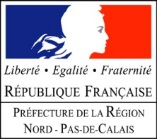 Liberté • Egalité • Fraternité
RÉPUBLIQUE FRANÇAISE
PRÉFECTURE DE LA RÉGION
NORD - PAS-DE-CALAIS